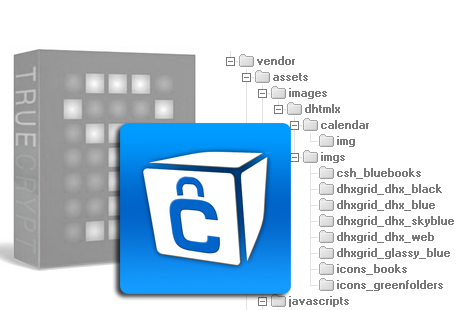 TRUECRYPT
vendor
assets
images
dhtmlx
calendar
img
imgs
csh_bluebooks
dhxgrid_dhx_black
dhxgrid_dhx_blue
dhxgrid_dhx_skyblue
dhxgrid_dhx_web
dhxgrid_glassy_blue
icons_books
icons_greenfolders
javascripts
C